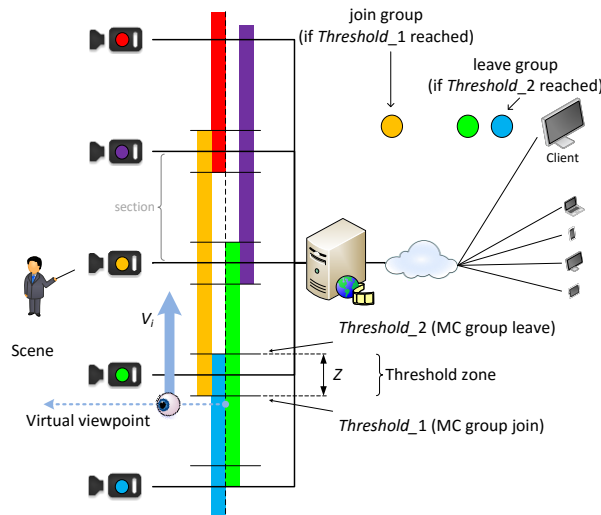 join group
(if Threshold_1 reached)
leave group
(if Threshold_2 reached)
Client
section
Vi
Scene
Threshold_2 (MC group leave)
Z
Threshold zone
Virtual viewpoint
Threshold_1 (MC group join)